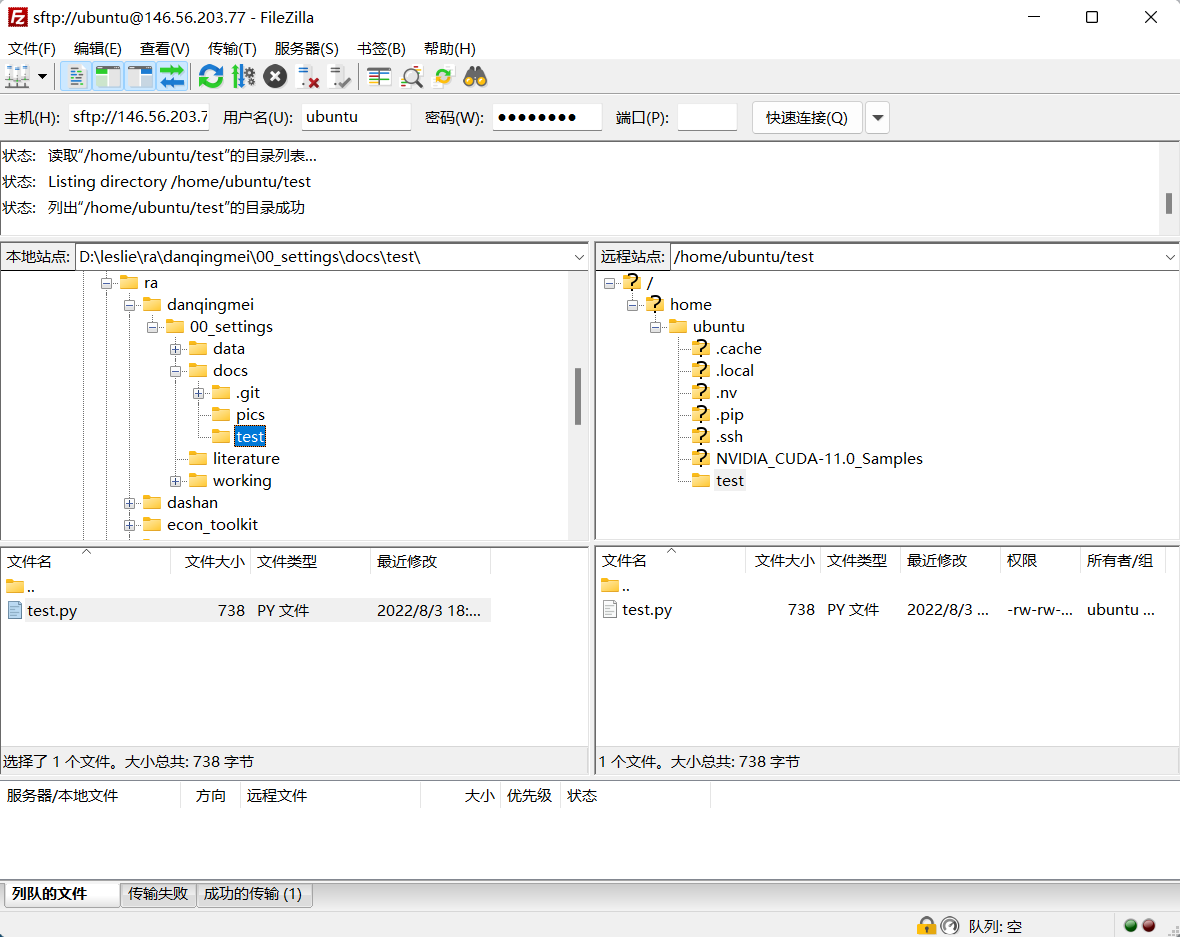 sftp://ubuntu@146.56.203.77 - FileZilla
文件(F) 编辑(E) 查看(V) 传输(T) 服务器(S) 书签(B) 帮助(H)
主机(H): sftp://146.56.203.7 用户名(U): ubuntu 密码(W): ●●●●●●●● 端口(P): 快速连接(Q)
状态: 读取“/home/ubuntu/test”的目录列表...
状态: Listing directory /home/ubuntu/test
状态: 列出“/home/ubuntu/test”的目录成功
本地站点: D:\leslie\ra\danqingmei\00_settings\docs\test\
ra
danqingmei
00_settings
data
docs
.git
pics
test
literature
working
dashan
econ_toolkit
远程站点: /home/ubuntu/test
/
home
ubuntu
.cache
.local
.nv
.pip
.ssh
NVIDIA_CUDA-11.0_Samples
test
文件名 文件大小 文件类型 最近修改
..
test.py 738 PY 文件 2022/8/3 18:...
选择了 1 个文件。大小总共: 738 字节
文件名 文件大小 文件类型 最近修改 权限 所有者/组
..
test.py 738 PY 文件 2022/8/3 ... -rw-rw-... ubuntu ...
1 个文件。大小总共: 738 字节
服务器/本地文件 方向 远程文件 大小 优先级 状态
列队的文件 传输失败 成功的传输 (1)
队列: 空